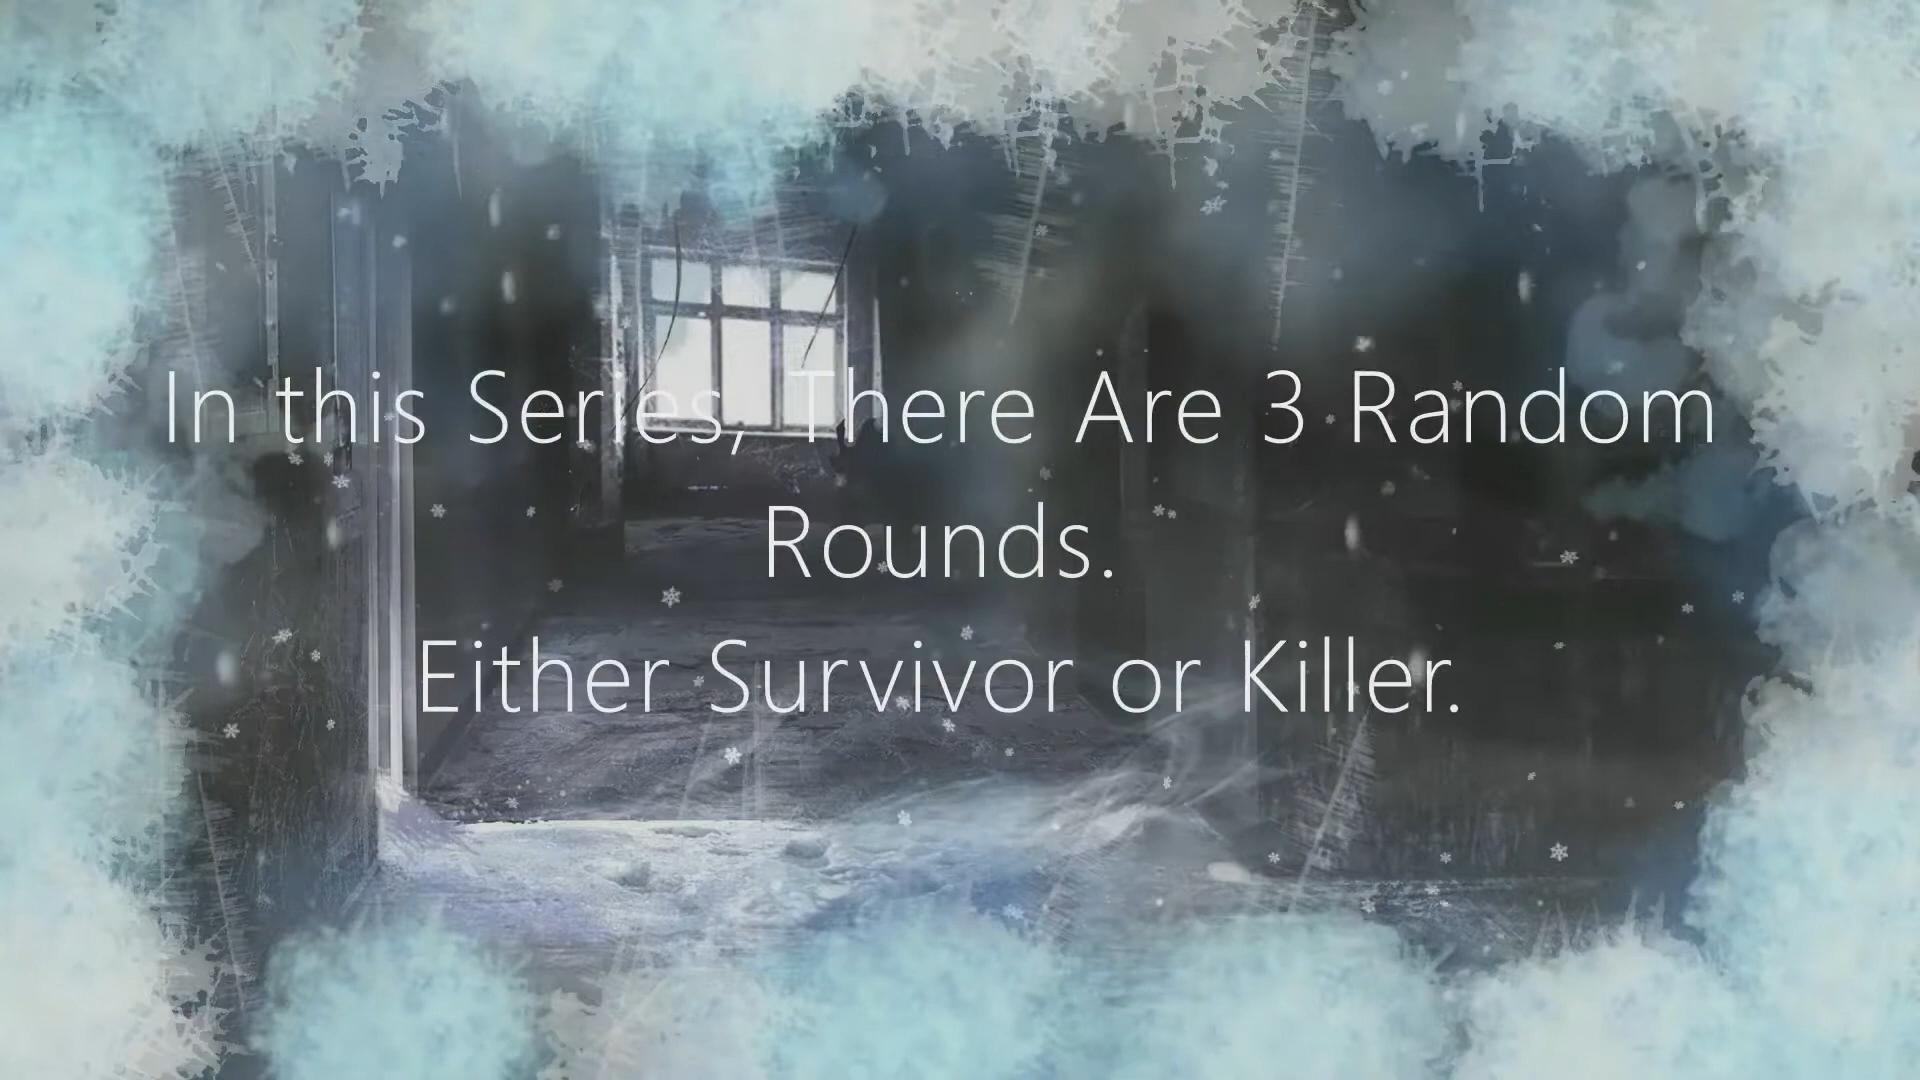 In this Series, There Are 3 Random
Rounds.
Either Survivor or Killer.